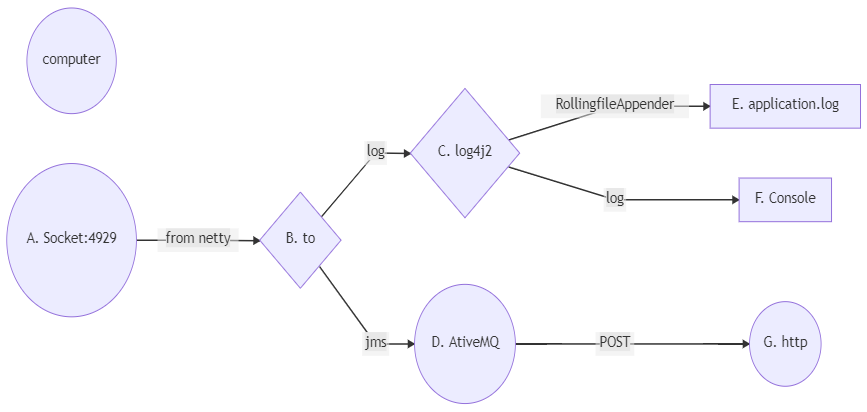 computer
RollingfileAppender
E. application.log
log
C. log4j2
log
F. Console
A. Socket:4929
from netty
B. to
jms
D. AtiveMQ
POST
G. http